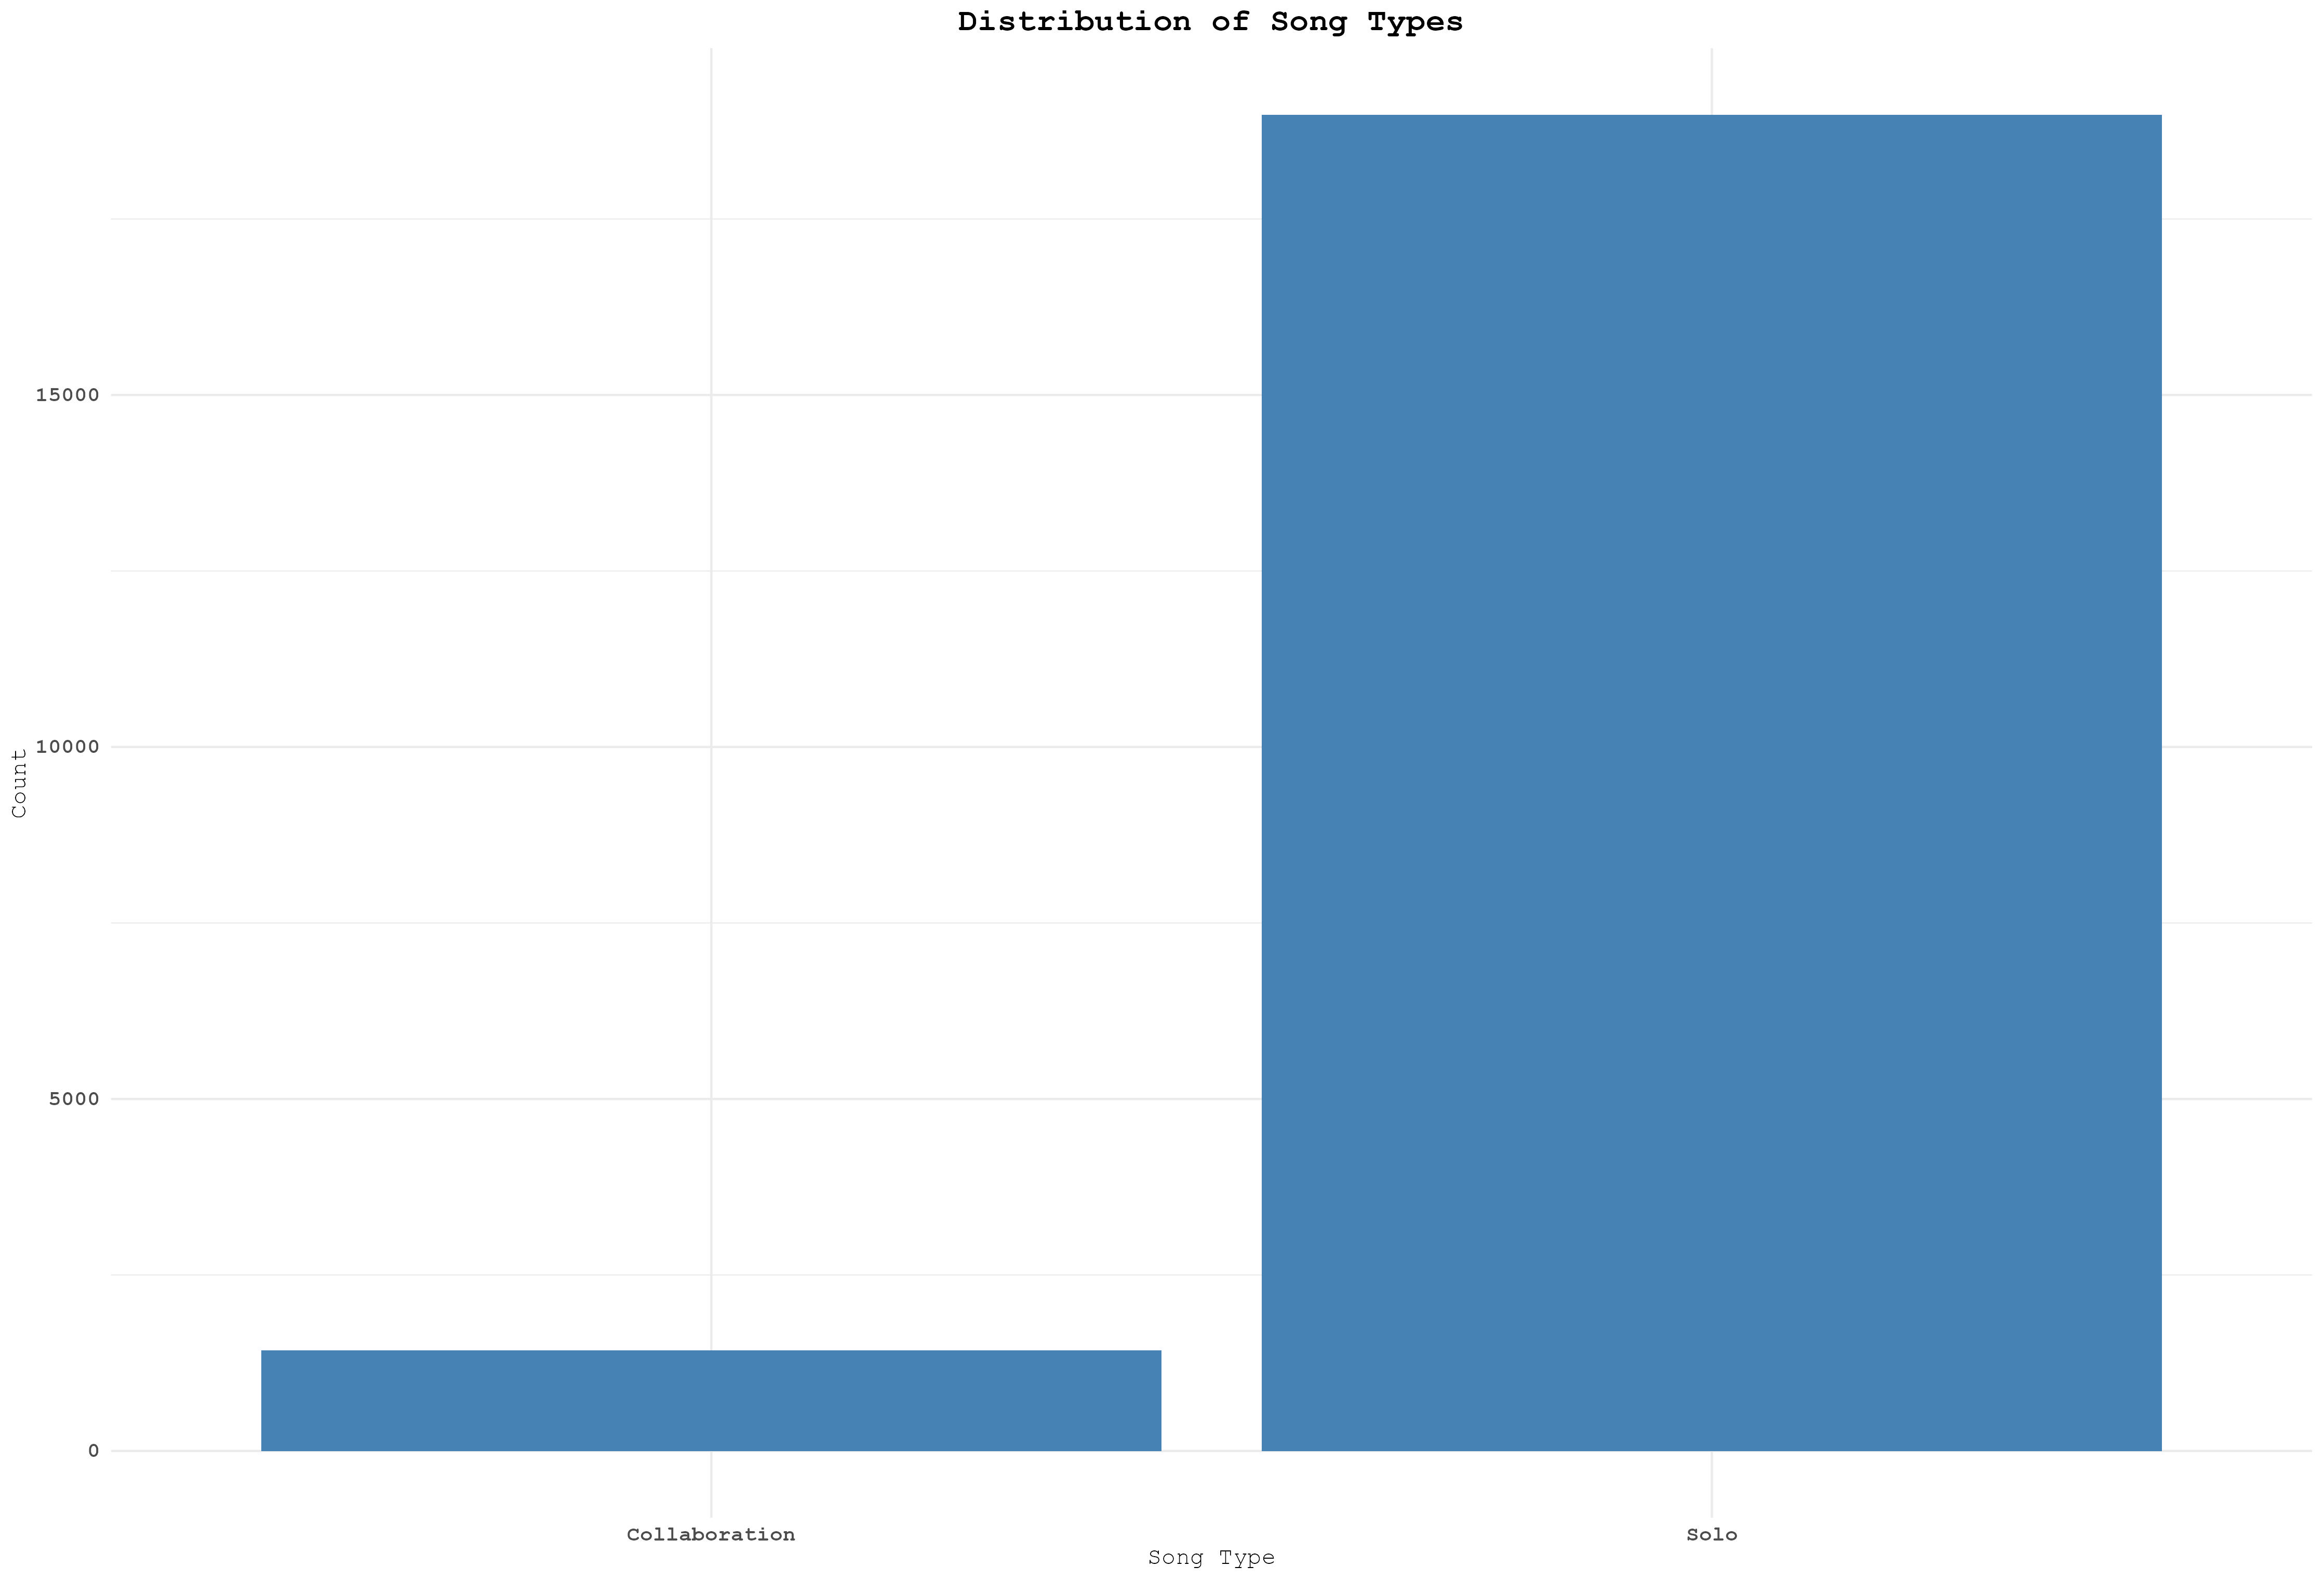 Distribution of Song Types
15000
10000
5000
0
Count
Collaboration
Solo
Song Type